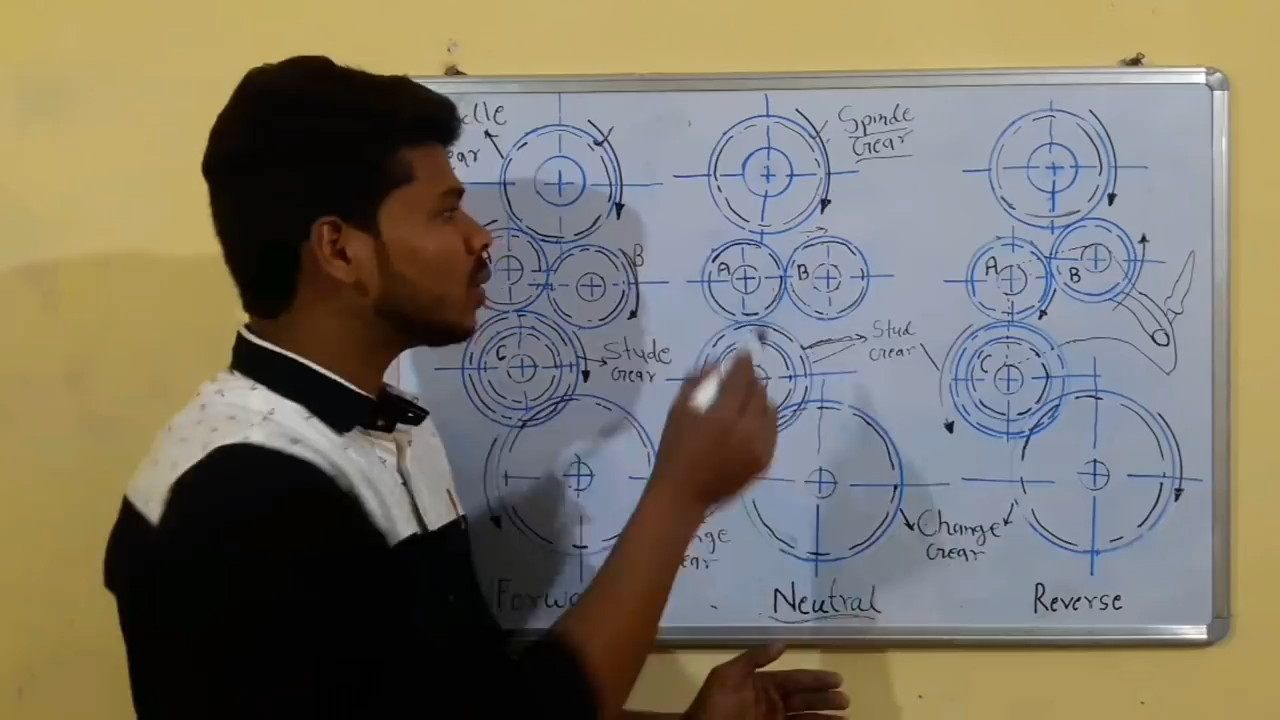 Spinde
Gear
A
B
A
B
A
B
C
Stude
Gear
Stud
Gear
C
Change
Gear
Neutral
Reverse